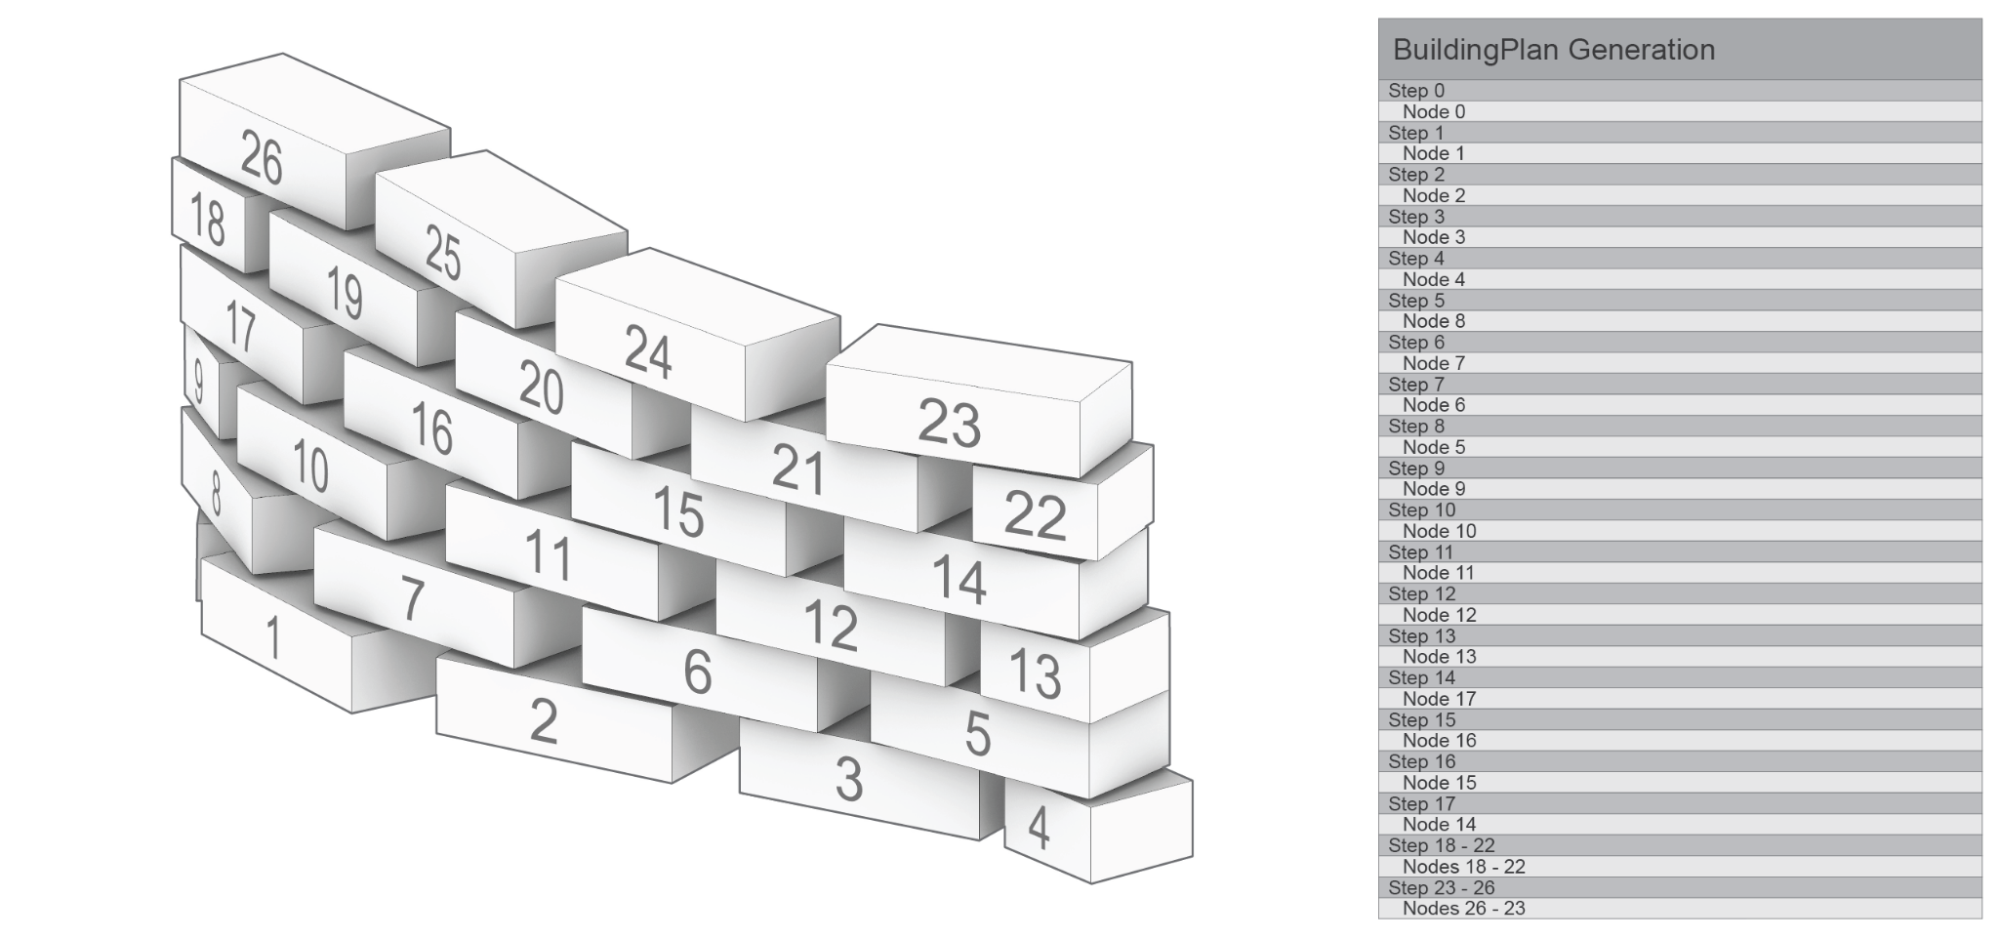 26
25
18
24
19
17
23
20
9
16
21
10
22
8
15
11
14
7
12
1
6
13
2
5
3
4
BuildingPlan Generation
Step 0
Node 0
Step 1
Node 1
Step 2
Node 2
Step 3
Node 3
Step 4
Node 4
Step 5
Node 8
Step 6
Node 7
Step 7
Node 6
Step 8
Node 5
Step 9
Node 9
Step 10
Node 10
Step 11
Node 11
Step 12
Node 12
Step 13
Node 13
Step 14
Node 17
Step 15
Node 16
Step 16
Node 15
Step 17
Node 14
Step 18 - 22
Nodes 18 - 22
Step 23 - 26
Nodes 26 - 23